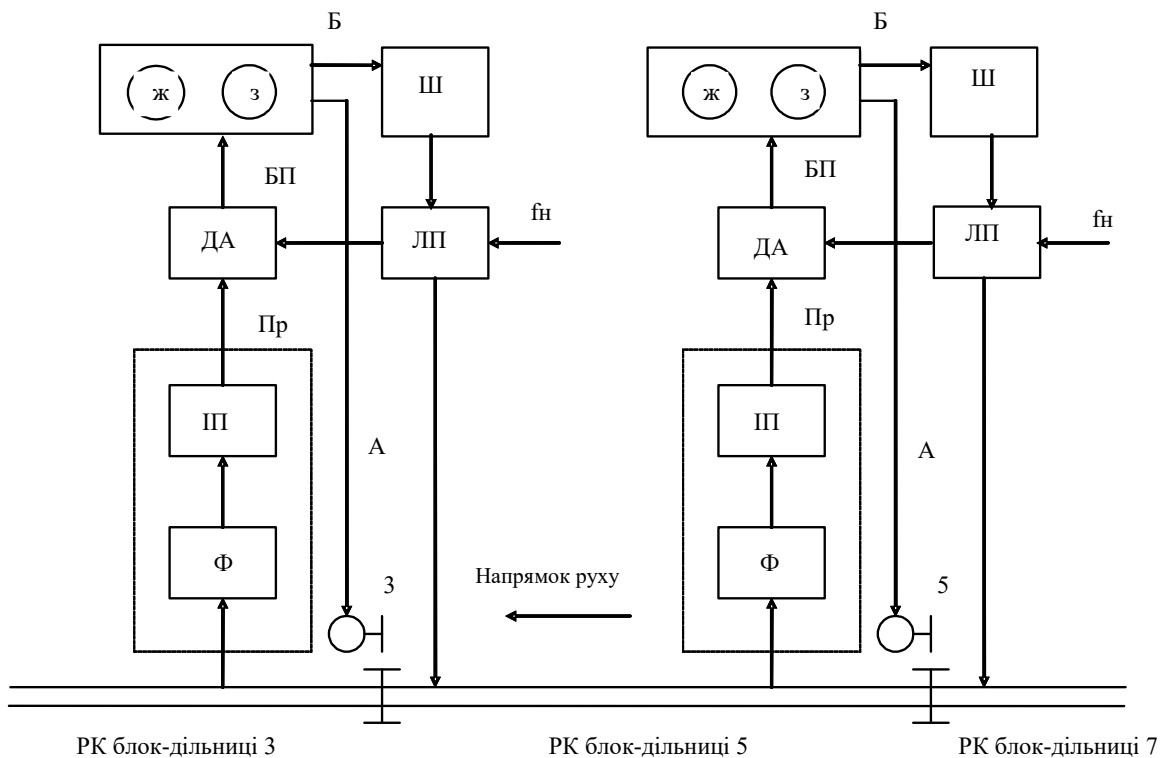 Б
Б
Ш
Ш
ж
з
ж
з
БП
БП
fн
fн
ДА
ЛП
ДА
ЛП
Пр
Пр
ІП
ІП
А
А
Ф
Ф
Напрямок руху
3
5
РК блок-дільниці 3
РК блок-дільниці 5
РК блок-дільниці 7